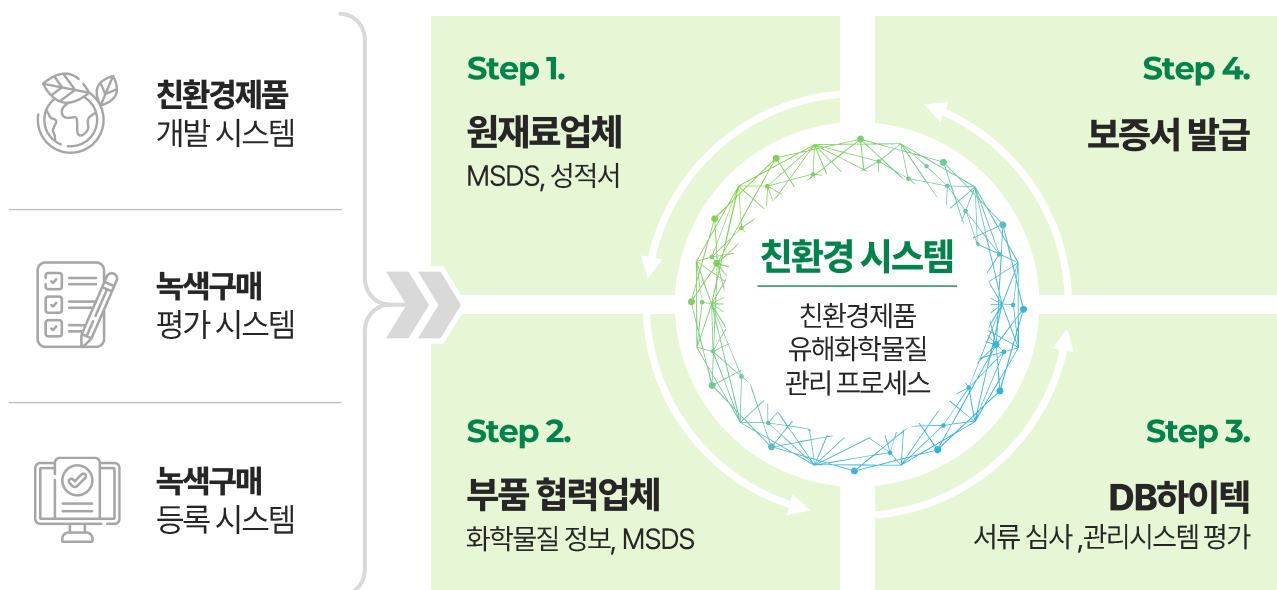 친환경제품
개발 시스템
녹색구매
평가 시스템
녹색구매
등록 시스템
Step 1.
원재료업체
MSDS, 성적서
Step 2.
부품 협력업체
화학물질 정보, MSDS
Step 3.
DB하이텍
서류 심사 ,관리시스템 평가
Step 4.
보증서 발급
친환경 시스템
친환경제품
유해화학물질
관리 프로세스